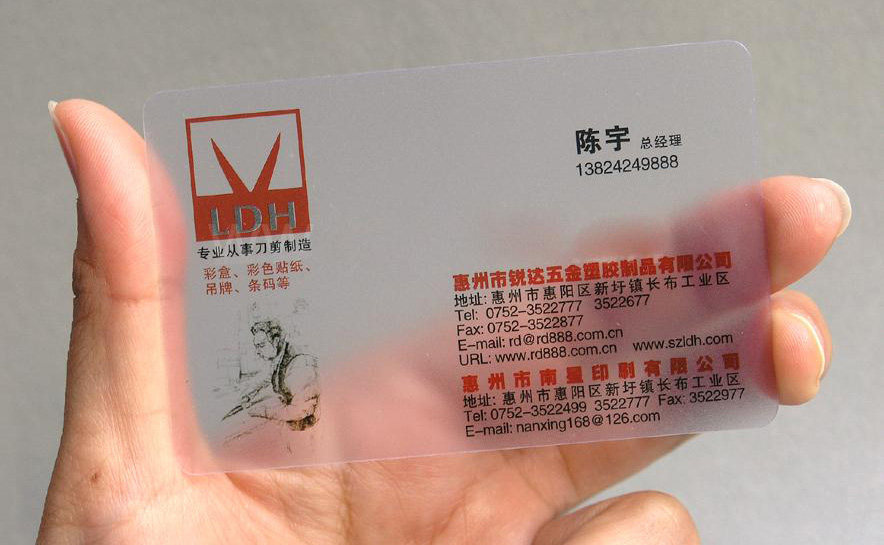 LDH
专业从事刀剪制造
彩盒、彩色贴纸、
吊牌、条码等
陈宇 总经理
13824249888
惠州市锐达五金塑胶制品有限公司
地址: 惠州市惠阳区新圩镇长布工业区
Tel: 0752-3522777 3522677
Fax: 0752-3522877
E-mail: rd@rd888.com.cn
URL: www.rd888.com.cn www.szldh.com
惠州市南星印刷有限公司
地址: 惠州市惠阳区新圩镇长布工业区
Tel: 0752-3522499 3522777 Fax: 3522977
E-mail: nanxing168@126.com